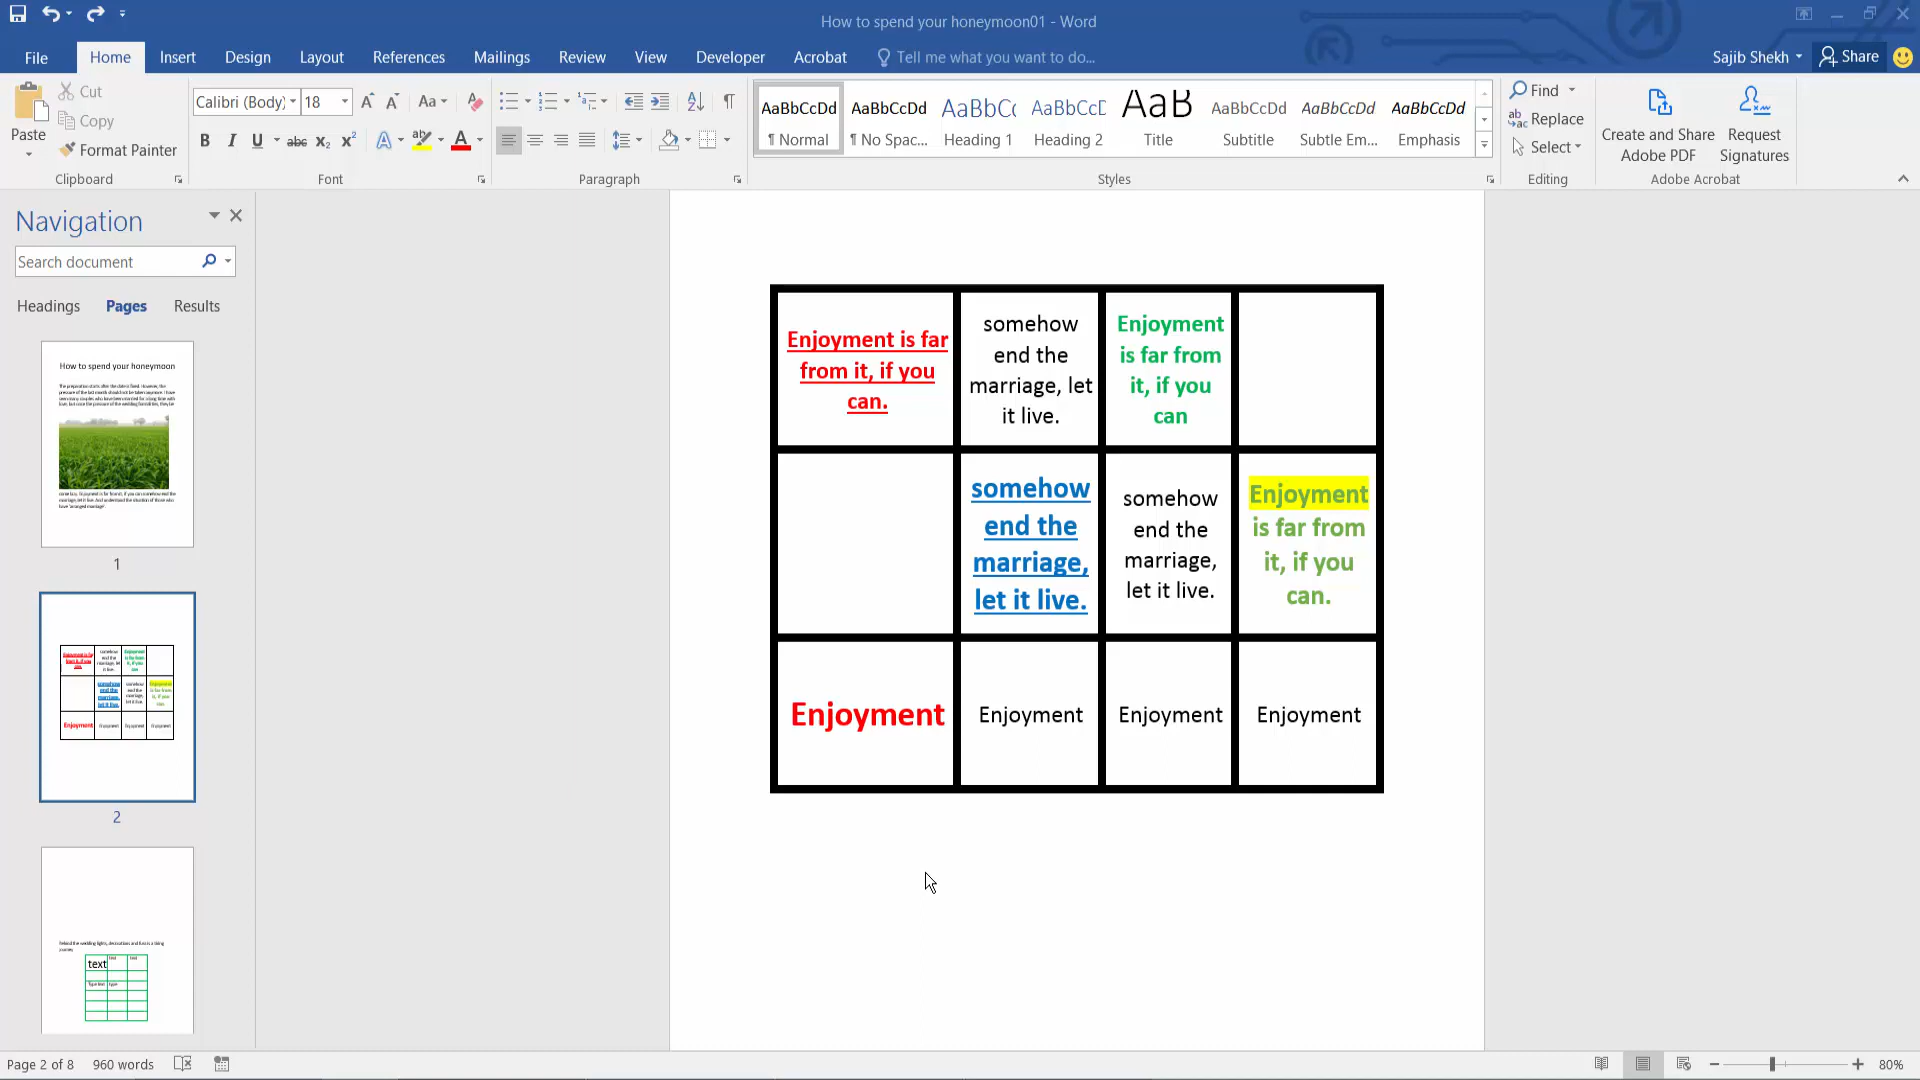 How to spend your honeymoon01 - Word
File
Home
Insert
Design
Layout
References
Mailings
Review
View
Developer
Acrobat
Tell me what you want to do...
Sajib Shekh
Share
Paste
Cut
Copy
Format Painter
Clipboard
Calibri (Body)
18
Font
Paragraph
AaBbCcDd
¶ Normal
AaBbCcDd
¶ No Spac...
AaBbC
Heading 1
AaBbCcD
Heading 2
AaB
Title
AaBbCcDd
Subtitle
AaBbCcDd
Subtle Em...
AaBbCcDd
Emphasis
Styles
Find
Replace
Select
Editing
Create and Share
Adobe PDF
Request
Signatures
Adobe Acrobat
Navigation
Search document
Headings
Pages
Results
How to spend your honeymoon
1
2
text
Enjoyment is far
from it, if you
can.
somehow
end the
marriage, let
it live.
Enjoyment
is far from
it, if you
can
somehow
end the
marriage,
let it live.
somehow
end the
marriage,
let it live.
Enjoyment
is far from
it, if you
can.
Enjoyment
Enjoyment
Enjoyment
Enjoyment
Page 2 of 8
960 words
80%